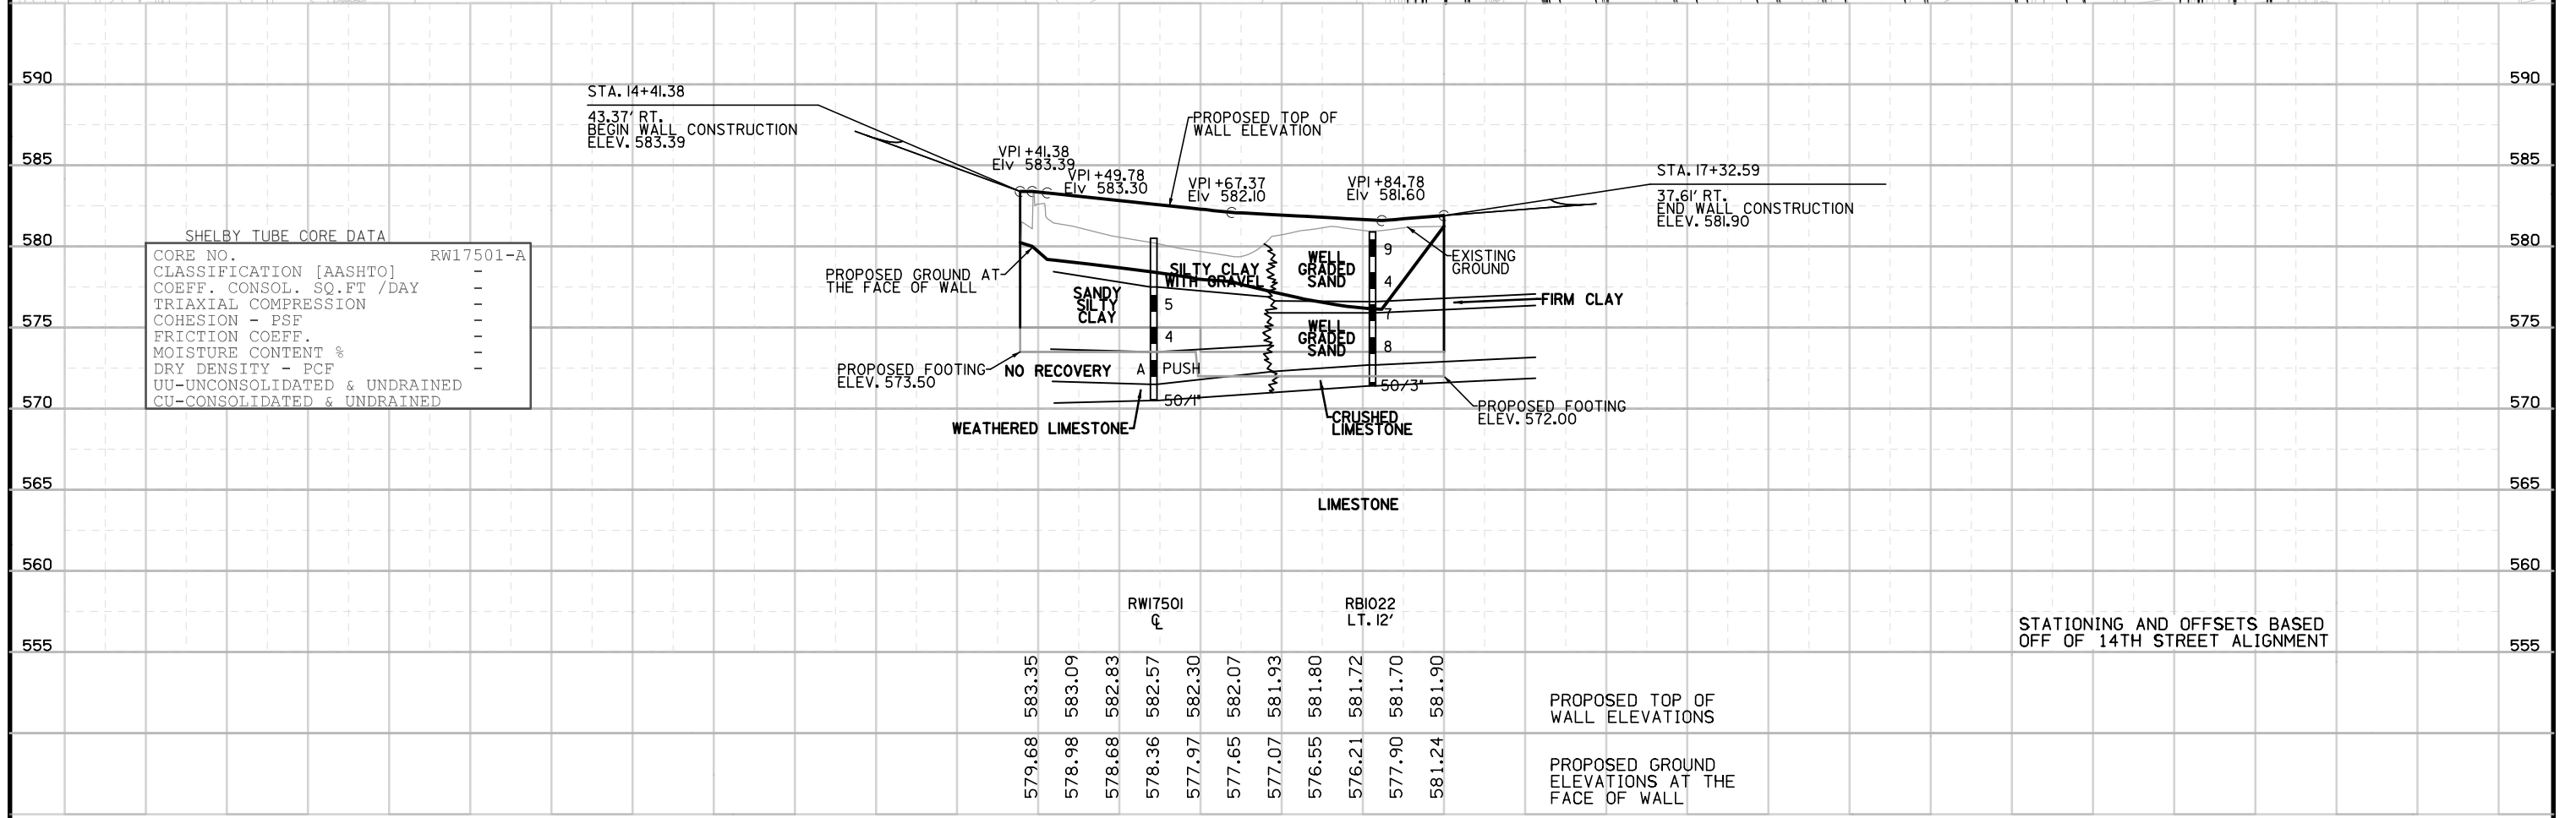 590
590
STA. 14+41.38
43.37' RT.
BEGIN WALL CONSTRUCTION
ELEV. 583.39
PROPOSED TOP OF
WALL ELEVATION
585
585
VPI +41.38
Elv 583.39
VPI +49.78
Elv 583.30
VPI +67.37
Elv 582.10
VPI +84.78
Elv 581.60
STA. 17+32.59
37.61' RT.
END WALL CONSTRUCTION
ELEV. 581.90
580
580
SHELBY TUBE CORE DATA
CORE NO. RW17501-A
CLASSIFICATION [AASHTO] -
COEFF. CONSOL. SQ.FT /DAY -
TRIAXIAL COMPRESSION -
COHESION - PSF -
FRICTION COEFF. -
MOISTURE CONTENT % -
DRY DENSITY - PCF -
UU-UNCONSOLIDATED & UNDRAINED
CU-CONSOLIDATED & UNDRAINED
PROPOSED GROUND AT
THE FACE OF WALL
SILTY CLAY
WITH GRAVEL
WELL
GRADED
SAND
9
4
7
8
50/3"
EXISTING
GROUND
SANDY
SILTY
CLAY
5
4
A PUSH
50/1"
FIRM CLAY
575
575
WELL
GRADED
SAND
PROPOSED FOOTING
ELEV. 573.50
NO RECOVERY
570
570
PROPOSED FOOTING
ELEV. 572.00
WEATHERED LIMESTONE
CRUSHED
LIMESTONE
565
565
LIMESTONE
560
560
RW17501
℄
RB1022
LT. 12'
STATIONING AND OFFSETS BASED
OFF OF 14TH STREET ALIGNMENT
555
555
583.35
583.09
582.83
582.57
582.30
582.07
581.93
581.80
581.72
581.70
581.90
PROPOSED TOP OF
WALL ELEVATIONS
579.68
578.98
578.68
578.36
577.97
577.65
577.07
576.55
576.21
577.90
581.24
PROPOSED GROUND
ELEVATIONS AT THE
FACE OF WALL